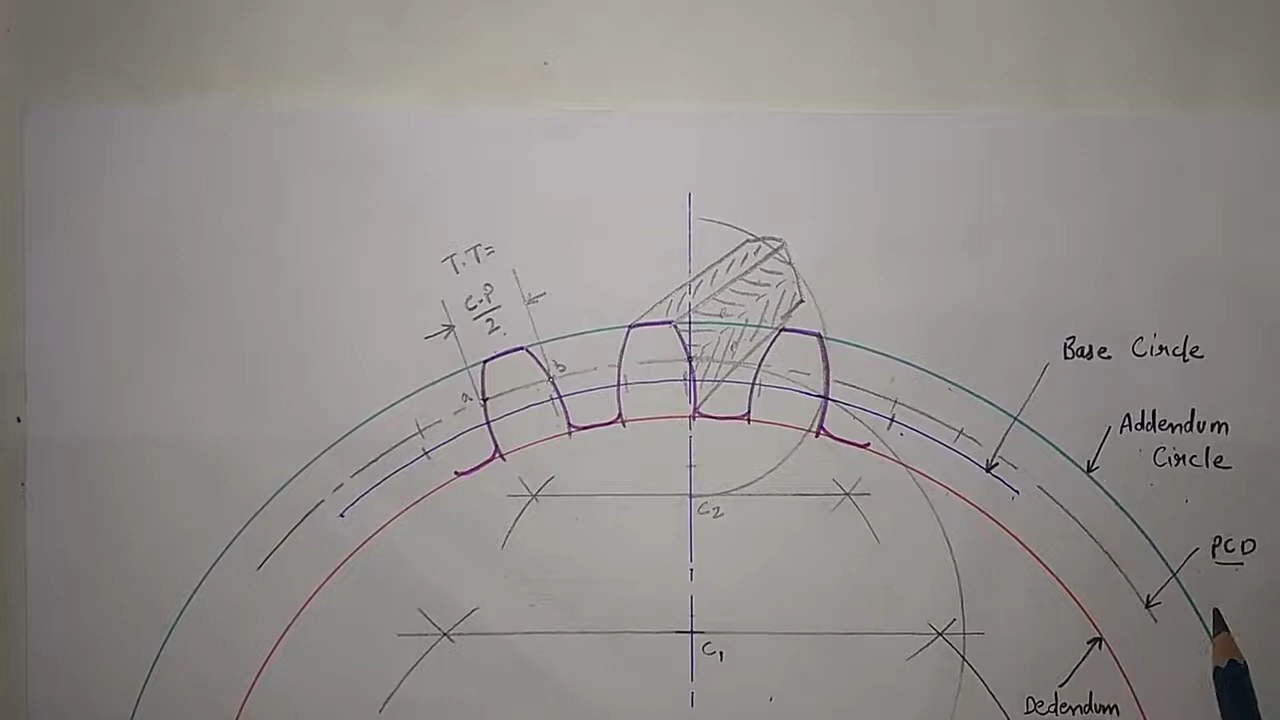 T.T=
C.P
2
a
b
Base Circle
Addendum
Circle
C2
PCD
C1
Dedendum